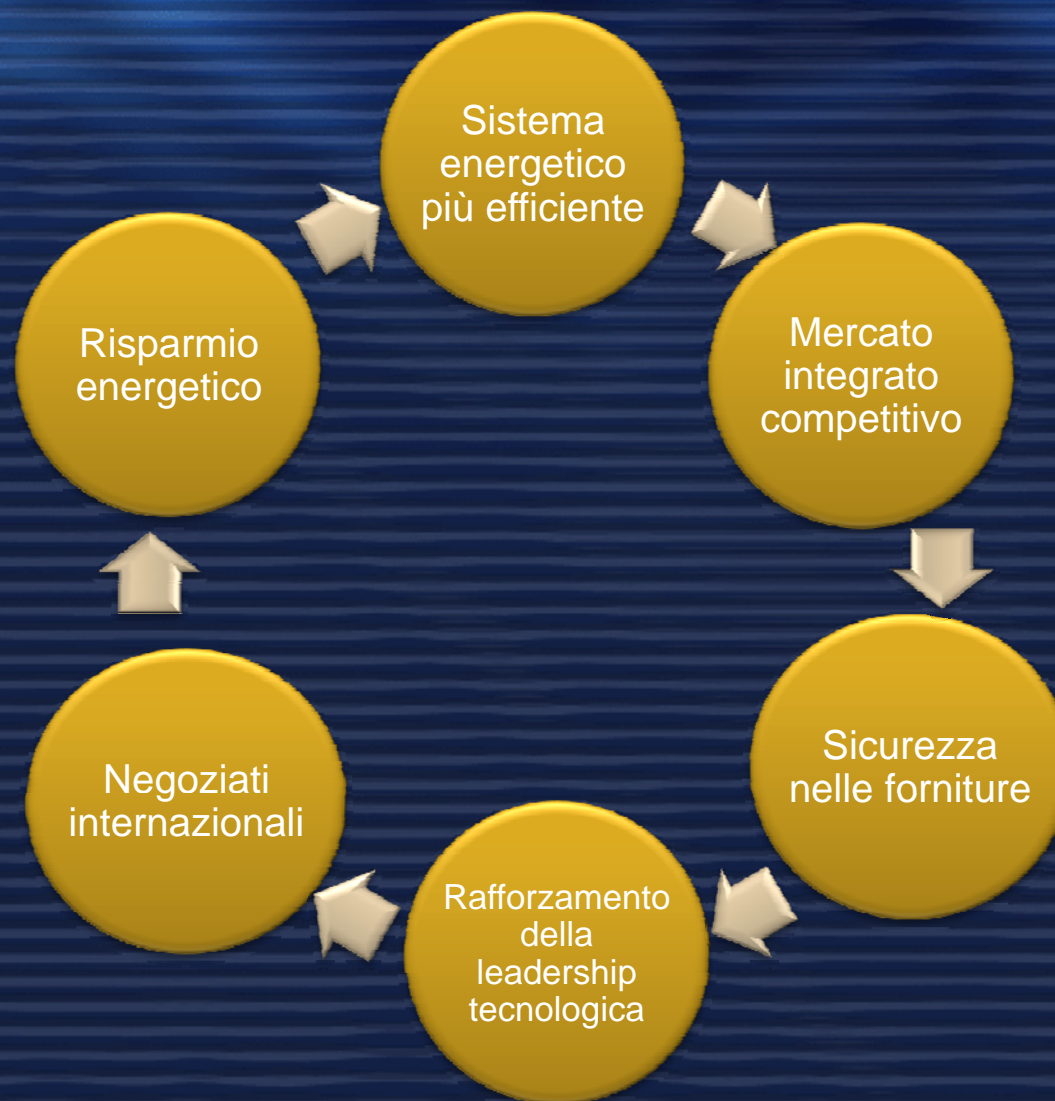 Sistema
energetico
più efficiente
Mercato
integrato
competitivo
Sicurezza
nelle forniture
Rafforzamento
della
leadership
tecnologica
Negoziati
internazionali
Risparmio
energetico